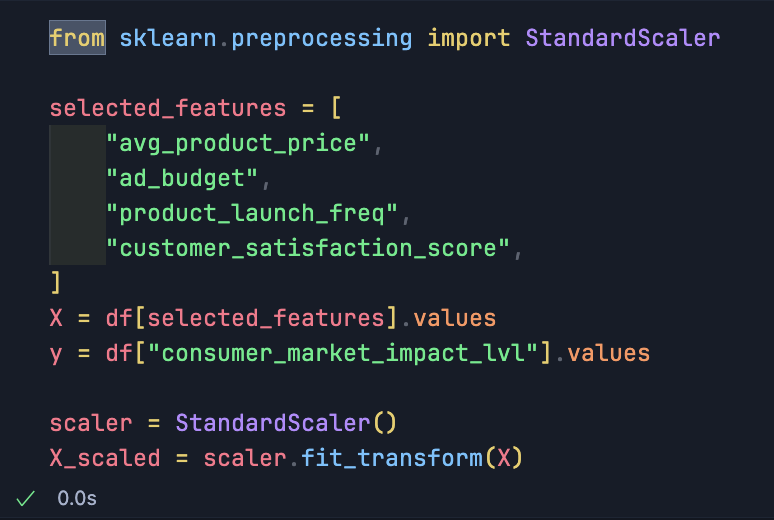 from sklearn.preprocessing import StandardScaler
selected_features = [
    "avg_product_price",
    "ad_budget",
    "product_launch_freq",
    "customer_satisfaction_score",
]
X = df[selected_features].values
y = df["consumer_market_impact_lvl"].values
scaler = StandardScaler()
X_scaled = scaler.fit_transform(X)
0.0s